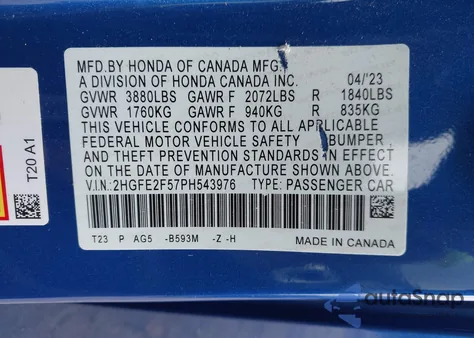 MFD.BY HONDA OF CANADA MFG.
A DIVISION OF HONDA CANADA INC. 04/'23
GVWR 3880LBS GAWR F 2072LBS R 1840LBS
GVWR 1760KG GAWR F 940KG R 835KG
THIS VEHICLE CONFORMS TO ALL APPLICABLE
FEDERAL MOTOR VEHICLE SAFETY BUMPER
AND THEFT PREVENTION STANDARDS IN EFFECT
ON THE DATE OF MANUFACTURE SHOWN ABOVE.
V.I.N:2HGFE2F57PH543976 TYPE: PASSENGER CAR
T23 P AG5 -B593M -Z -H
MADE IN CANADA
T20 A1
autoSnap